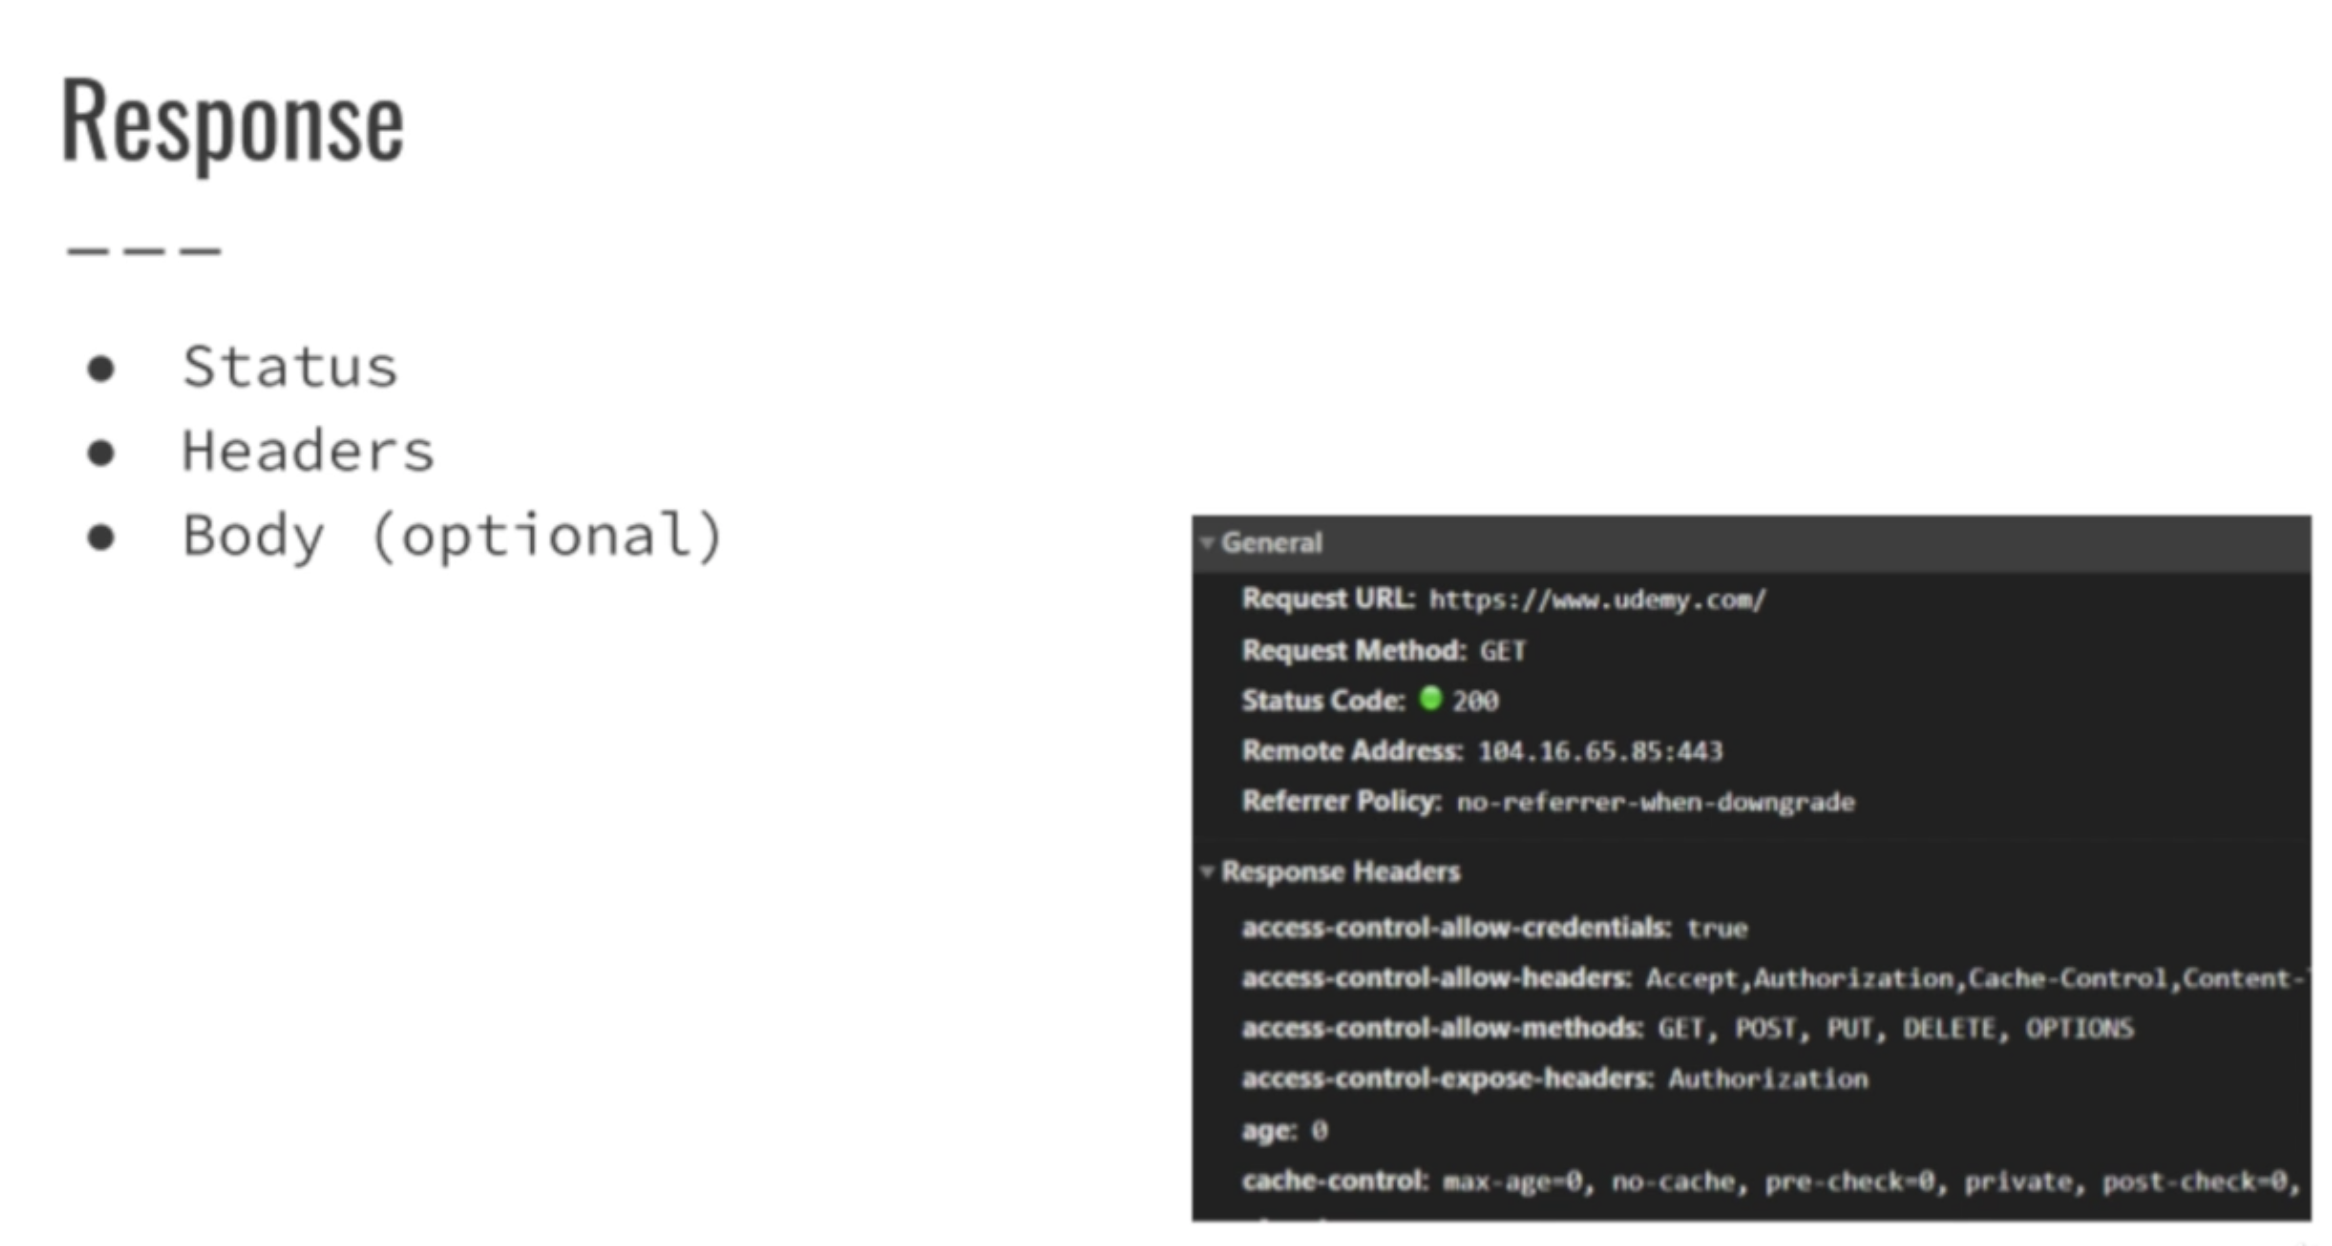 Response
● Status
● Headers
● Body (optional)
General
Request URL: https://www.udemy.com/
Request Method: GET
Status Code: 200
Remote Address: 104.16.65.85:443
Referrer Policy: no-referrer-when-downgrade
Response Headers
access-control-allow-credentials: true
access-control-allow-headers: Accept,Authorization,Cache-Control,Content-
access-control-allow-methods: GET, POST, PUT, DELETE, OPTIONS
access-control-expose-headers: Authorization
age: 0
cache-control: max-age=0, no-cache, pre-check=0, private, post-check=0,